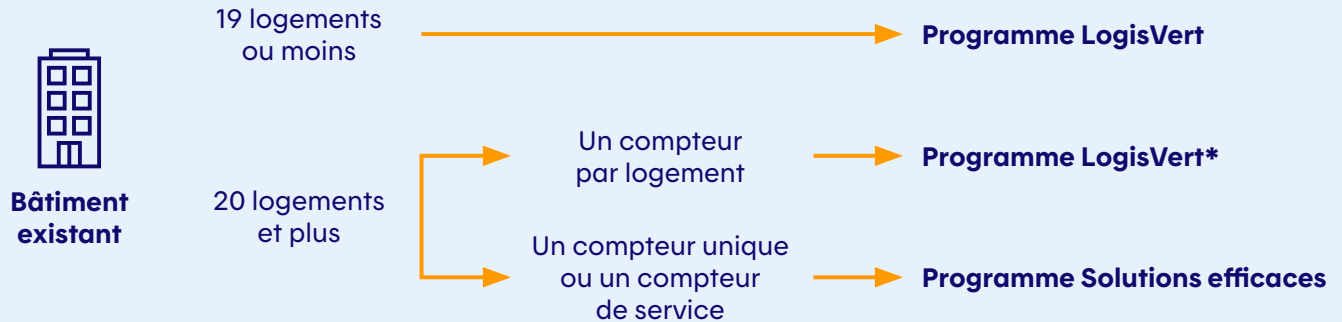 19 logements
ou moins
Programme LogisVert
Bâtiment
existant
20 logements
et plus
Un compteur
par logement
Programme LogisVert*
Un compteur unique
ou un compteur
de service
Programme Solutions efficaces